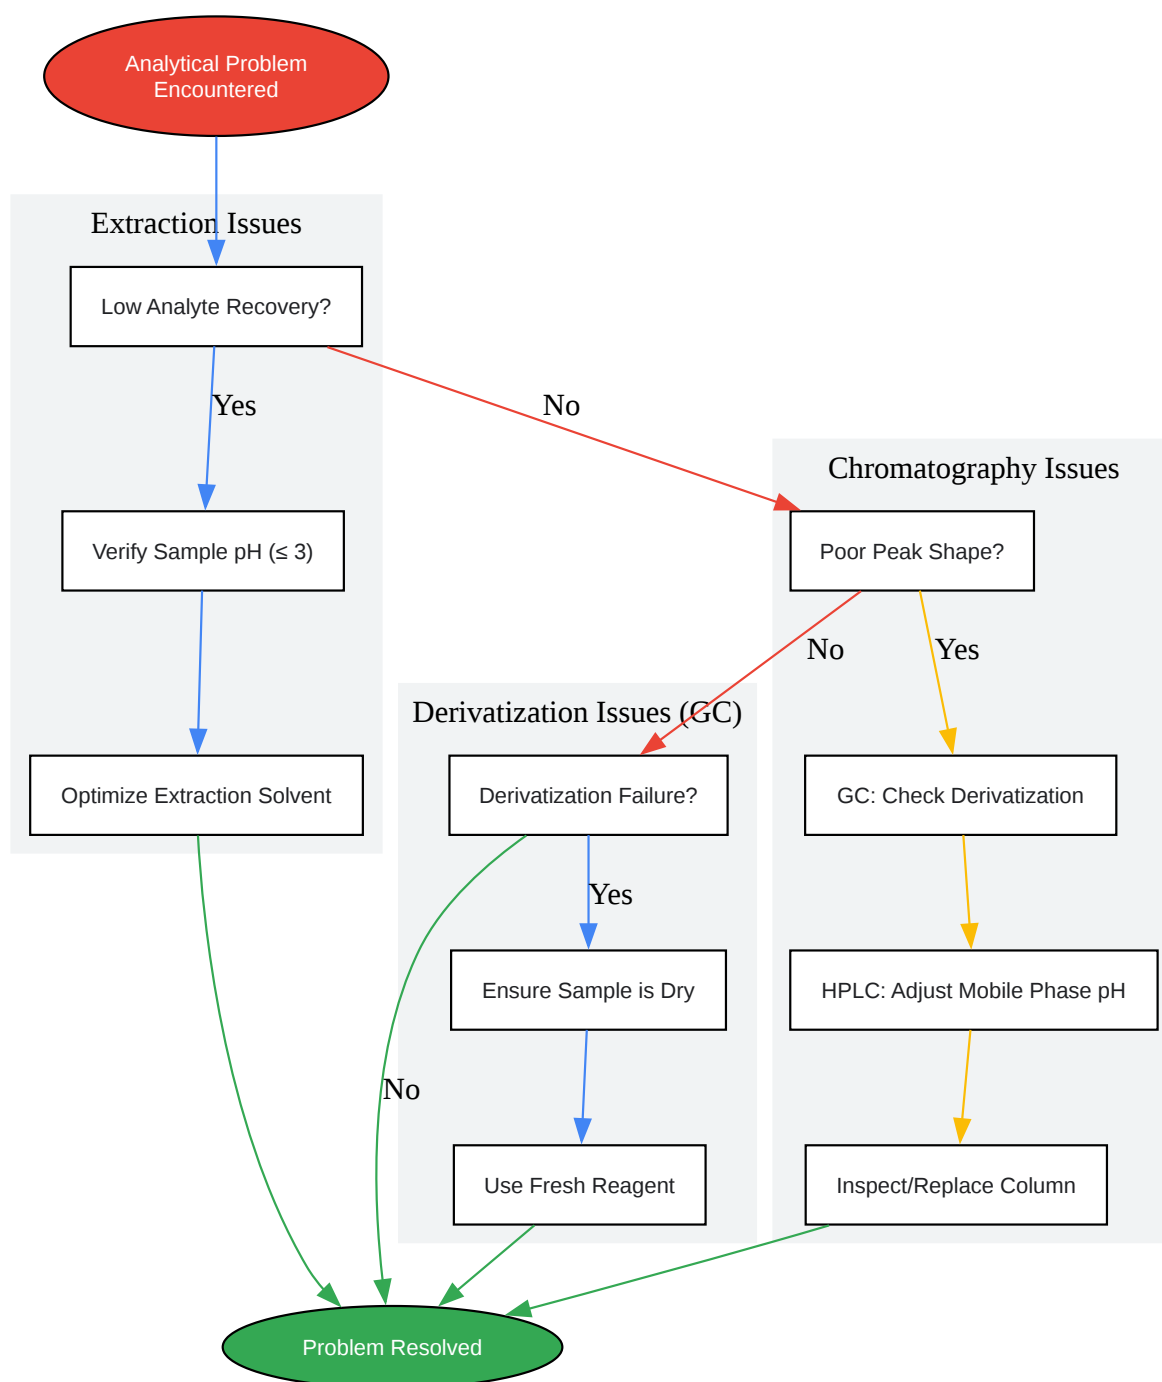 Analytical Problem
Encountered
Extraction Issues
Low Analyte Recovery?
Yes
No
Chromatography Issues
Verify Sample pH (≤ 3)
Poor Peak Shape?
No
Yes
Derivatization Issues (GC)
Optimize Extraction Solvent
Derivatization Failure?
GC: Check Derivatization
Yes
Ensure Sample is Dry
HPLC: Adjust Mobile Phase pH
No
Use Fresh Reagent
Inspect/Replace Column
Problem Resolved